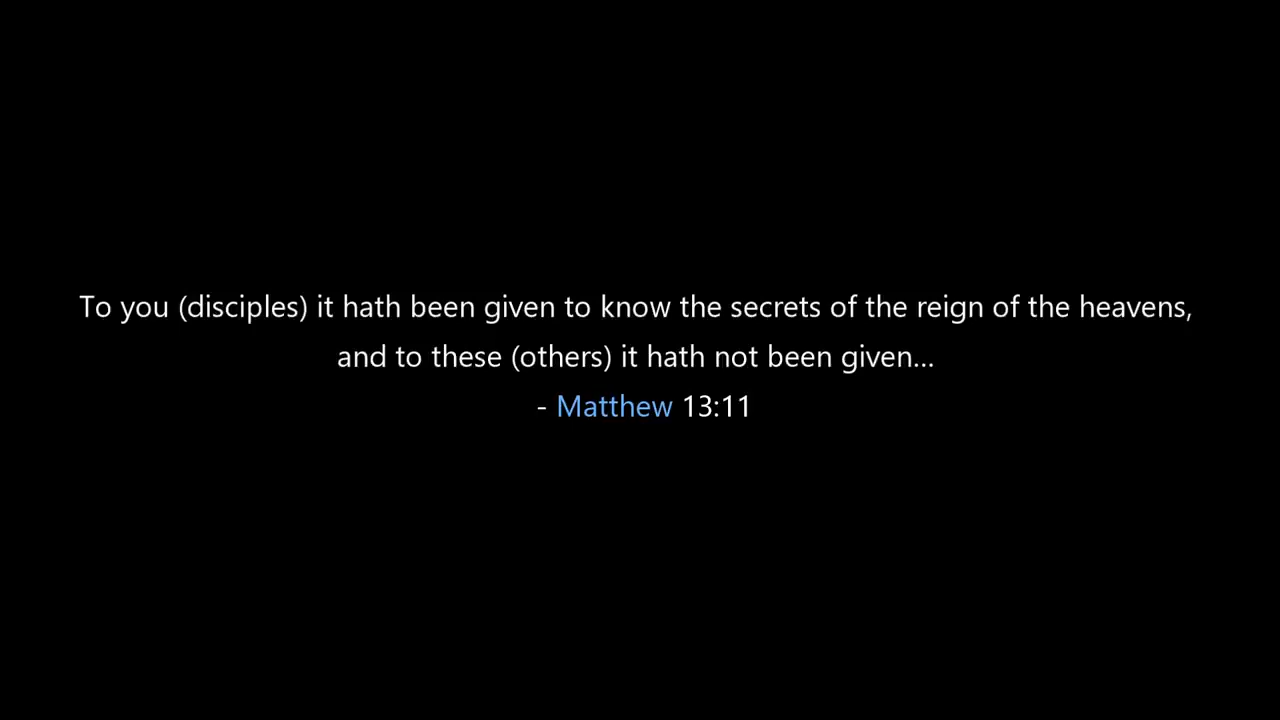 To you (disciples) it hath been given to know the secrets of the reign of the heavens,
and to these (others) it hath not been given...
- Matthew 13:11